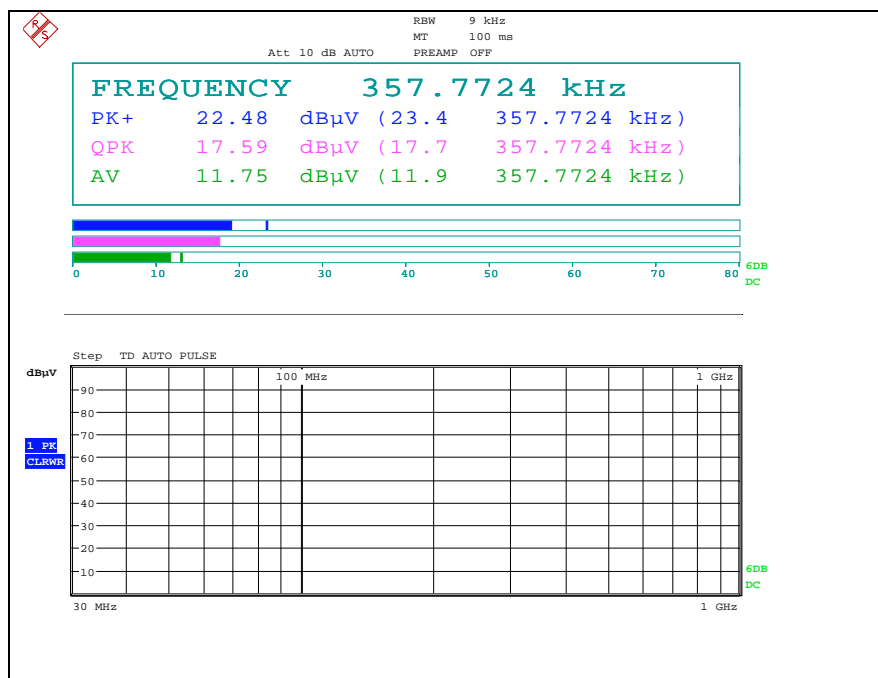 R S
RBW 9 kHz
MT 100 ms
Att 10 dB AUTO PREAMP OFF
FREQUENCY 357.7724 kHz
PK+ 22.48 dBµV (23.4 357.7724 kHz)
QPK 17.59 dBµV (17.7 357.7724 kHz)
AV 11.75 dBµV (11.9 357.7724 kHz)
0 10 20 30 40 50 60 70 80
6DB
DC
Step TD AUTO PULSE
dBµV
100 MHz 1 GHz
90
80
70
1 PK
CLRWR
60
50
40
30
20
10
6DB
DC
30 MHz 1 GHz